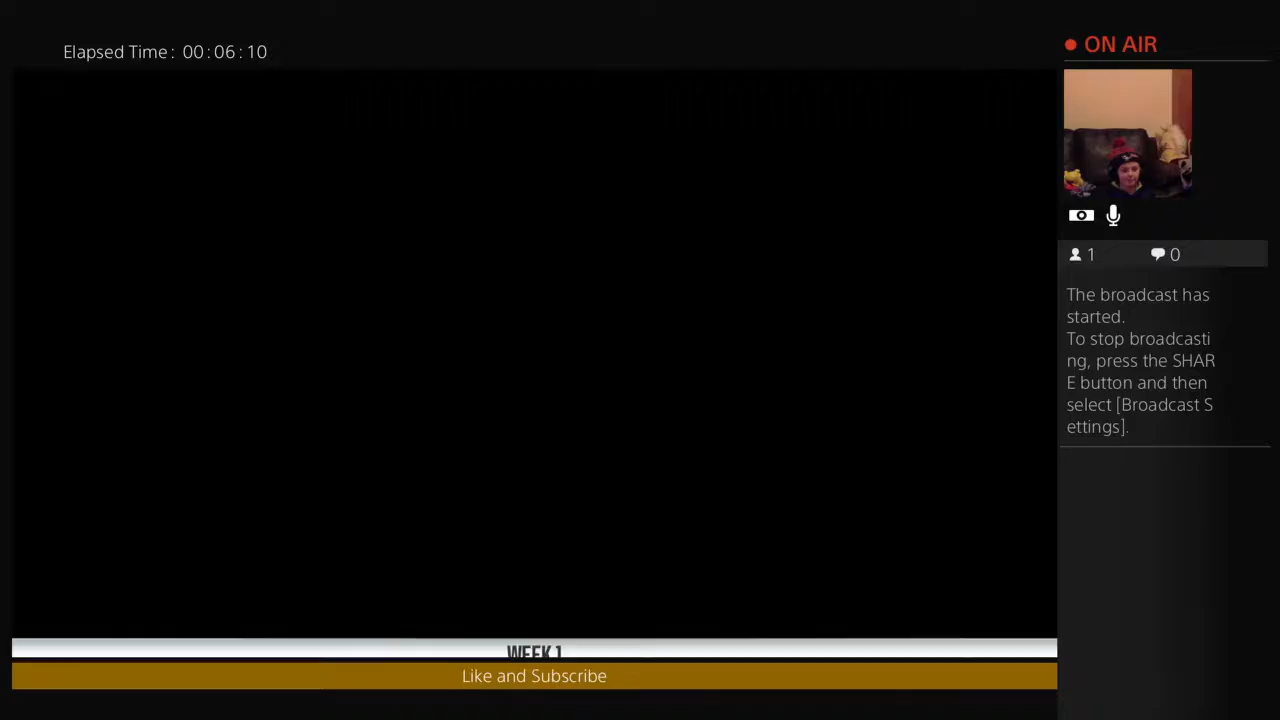 Elapsed Time: 00:06:10
ON AIR
1 0
The broadcast has
started.
To stop broadcasti
ng, press the SHAR
E button and then
select [Broadcast S
ettings].
WEEK 1
Like and Subscribe